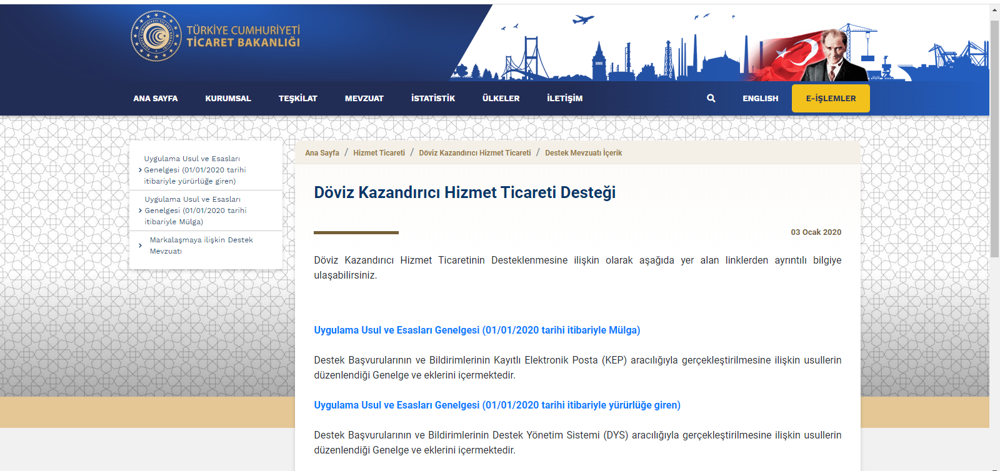 TÜRKİYE CUMHURİYETİ
TİCARET BAKANLIĞI
ANA SAYFA KURUMSAL TEŞKİLAT MEVZUAT İSTATİSTİK ÜLKELER İLETİŞİM ENGLISH E-İŞLEMLER
Uygulama Usul ve Esasları
Genelgesi (01/01/2020 tarihi
itibariyle yürürlüğe giren)
Uygulama Usul ve Esasları
Genelgesi (01/01/2020 tarihi
itibariyle Mülga)
Markalaşmaya ilişkin Destek
Mevzuatı
Ana Sayfa / Hizmet Ticareti / Döviz Kazandırıcı Hizmet Ticareti / Destek Mevzuatı İçerik
Döviz Kazandırıcı Hizmet Ticareti Desteği
03 Ocak 2020
Döviz Kazandırıcı Hizmet Ticaretinin Desteklenmesine ilişkin olarak aşağıda yer alan linklerden ayrıntılı bilgiye
ulaşabilirsiniz.
Uygulama Usul ve Esasları Genelgesi (01/01/2020 tarihi itibariyle Mülga)
Destek Başvurularının ve Bildirimlerinin Kayıtlı Elektronik Posta (KEP) aracılığıyla gerçekleştirilmesine ilişkin usullerin
düzenlendiği Genelge ve eklerini içermektedir.
Uygulama Usul ve Esasları Genelgesi (01/01/2020 tarihi itibariyle yürürlüğe giren)
Destek Başvurularının ve Bildirimlerinin Destek Yönetim Sistemi (DYS) aracılığıyla gerçekleştirilmesine ilişkin usullerin
düzenlendiği Genelge ve eklerini içermektedir.